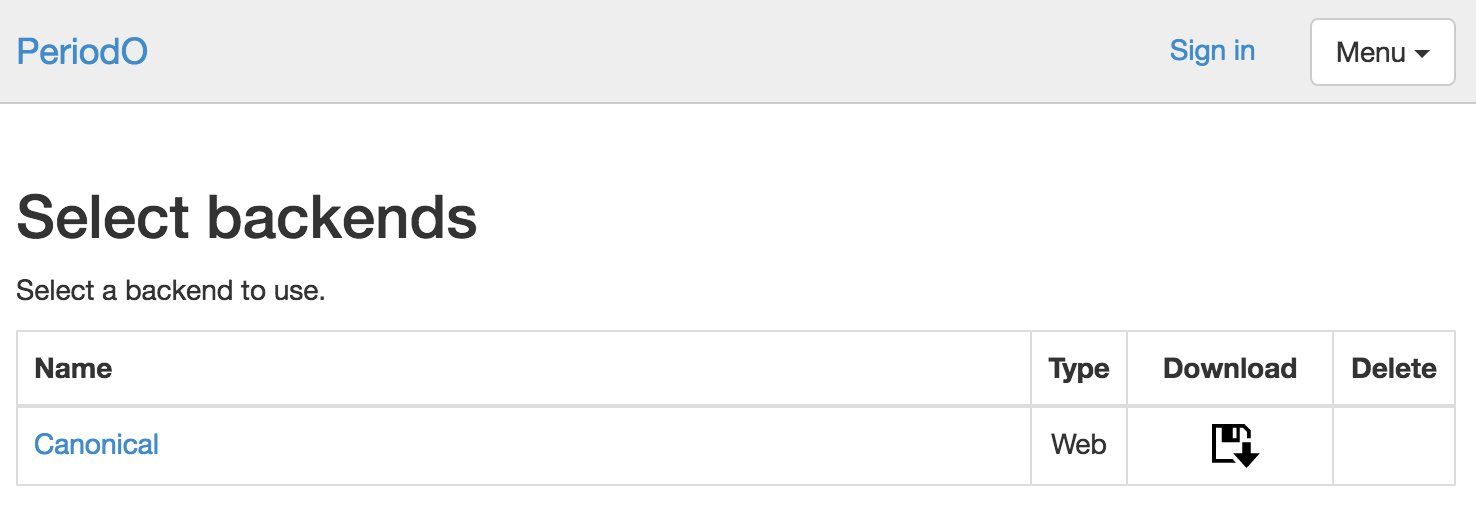 PeriodO Sign in Menu
Select backends
Select a backend to use.
Name Type Download Delete
Canonical Web